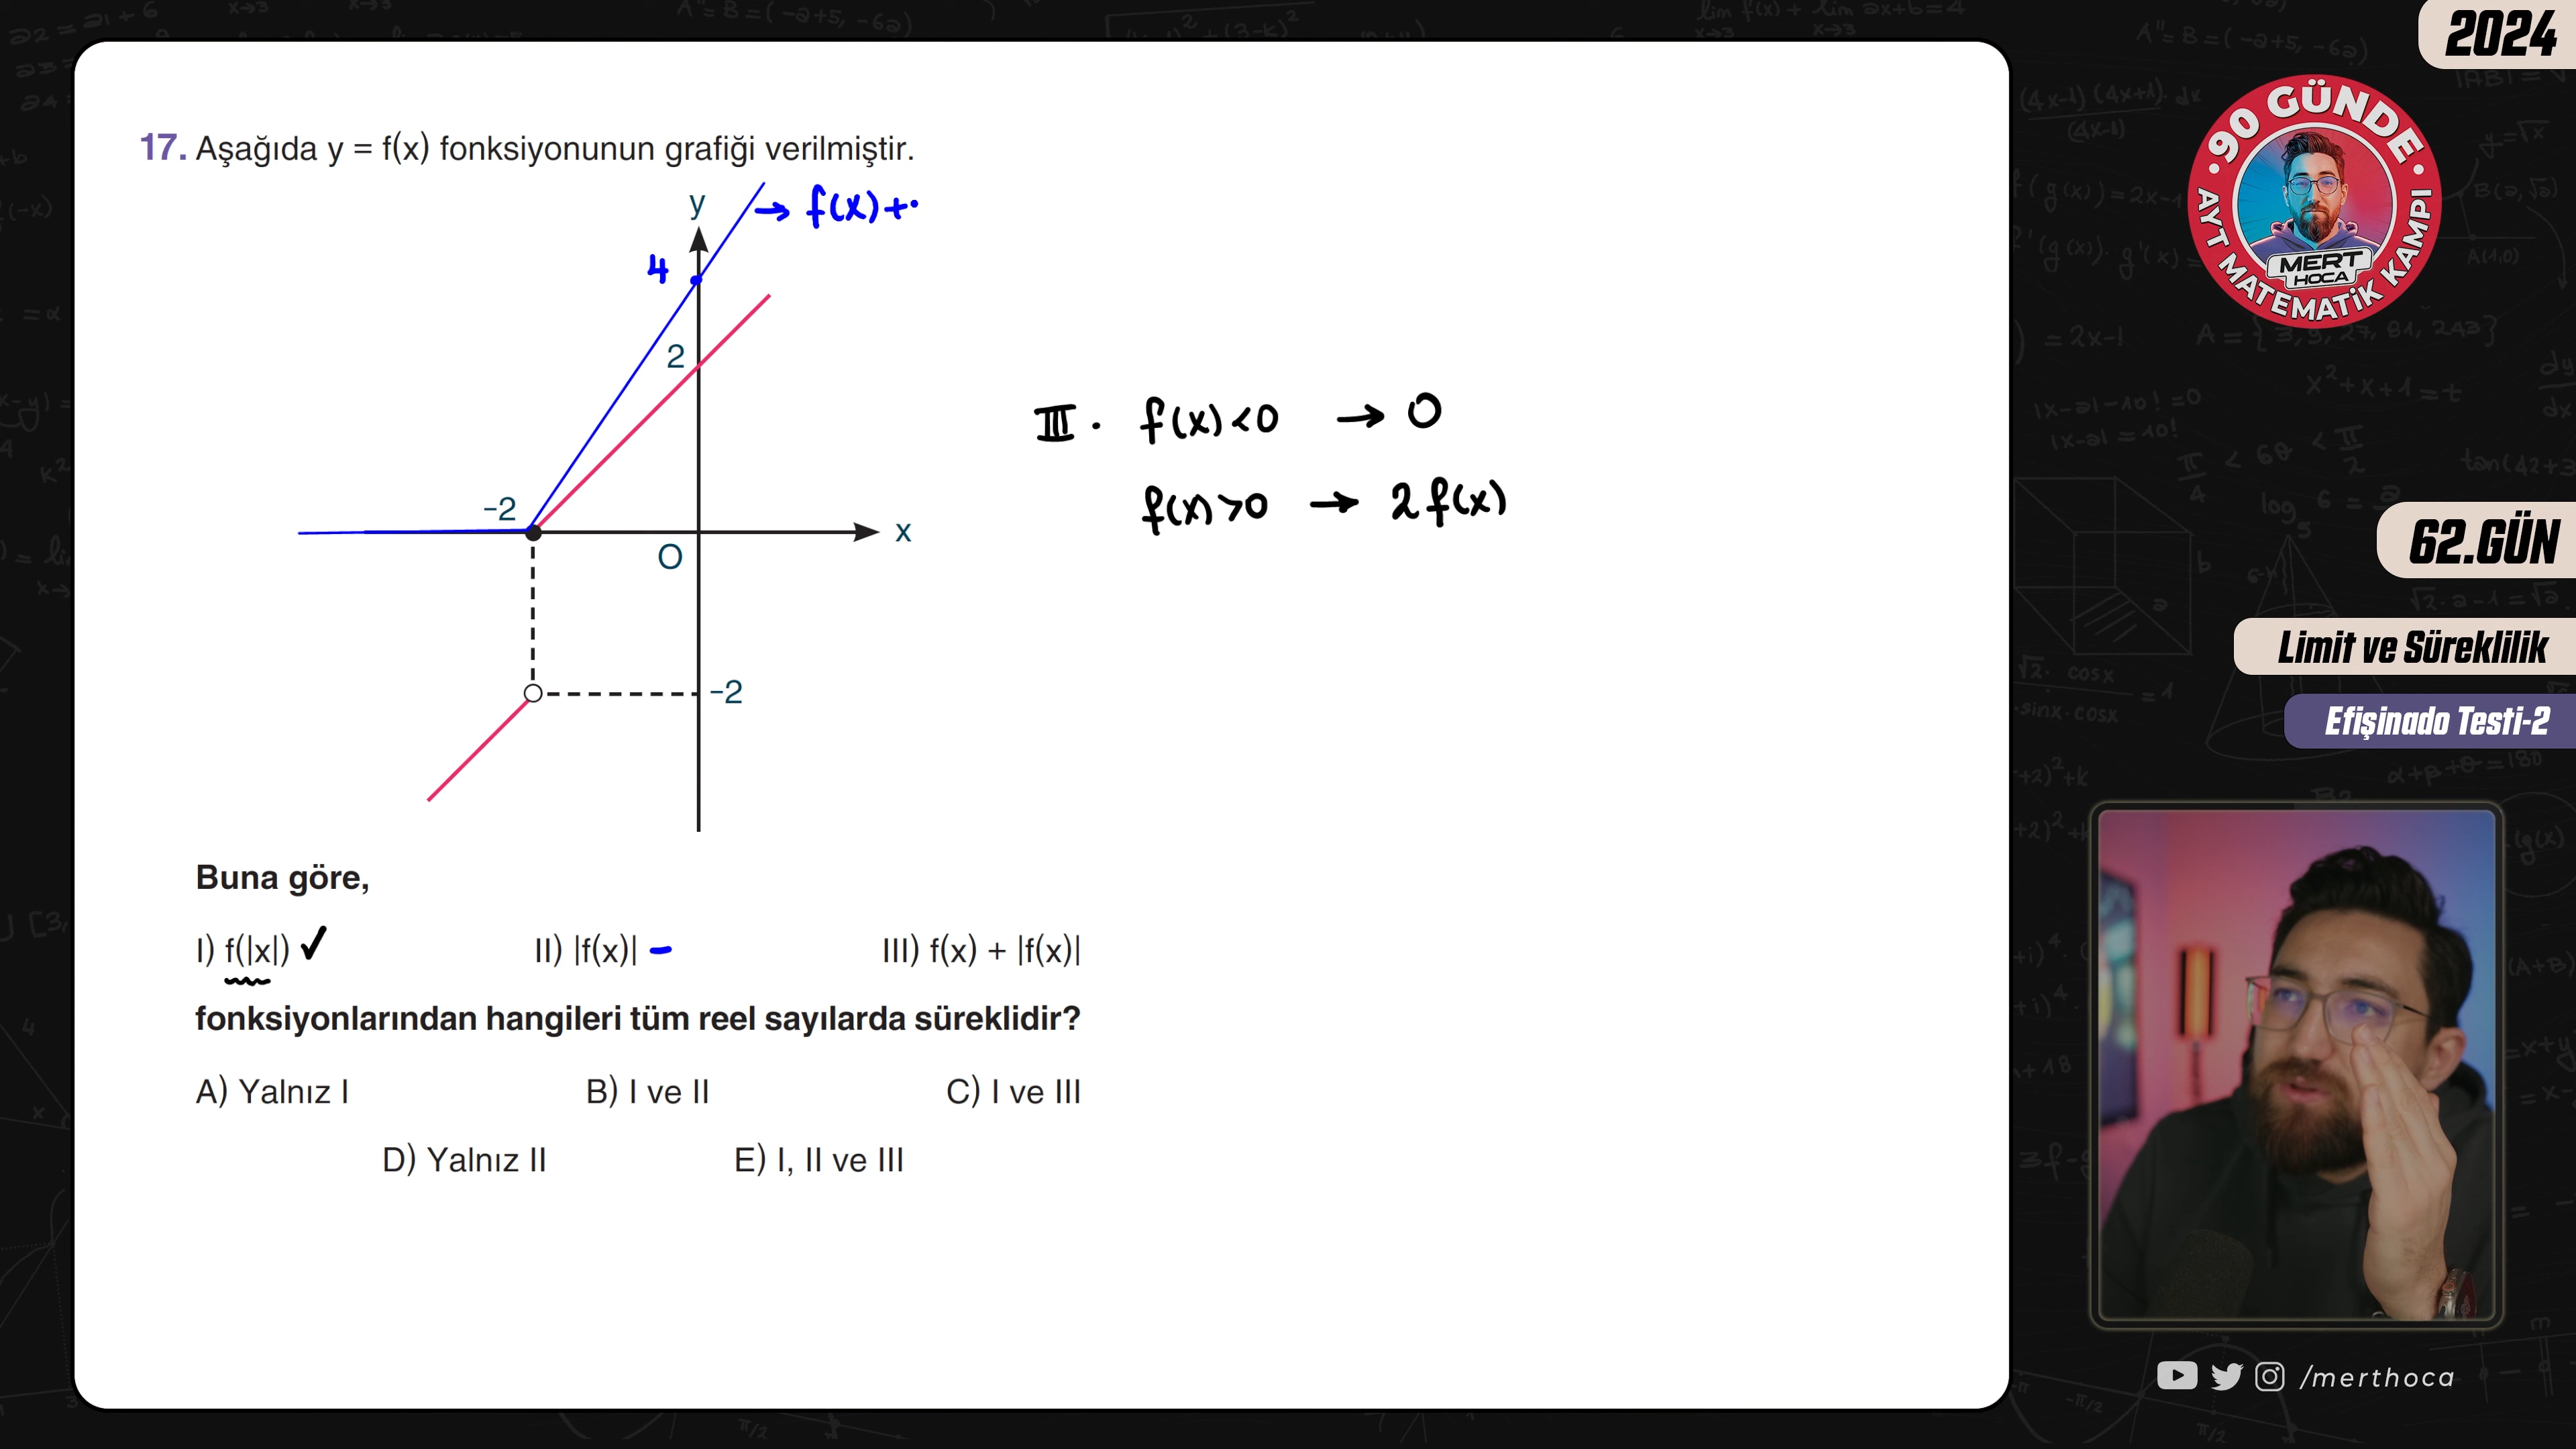 2024
90 GÜNDE
AYT MATEMATİK KAMPI
MERT
HOCA
17. Aşağıda y = f(x) fonksiyonunun grafiği verilmiştir.
y
→ f(x)+·
4
2
-2
O
x
-2
III. f(x)<0 → 0
f(x)>0 → 2f(x)
Buna göre,
I) f(|x|) ✓ II) |f(x)| – III) f(x) + |f(x)|
fonksiyonlarından hangileri tüm reel sayılarda süreklidir?
A) Yalnız I B) I ve II C) I ve III
D) Yalnız II E) I, II ve III
62.GÜN
Limit ve Süreklilik
Efişinado Testi-2
/merthoca